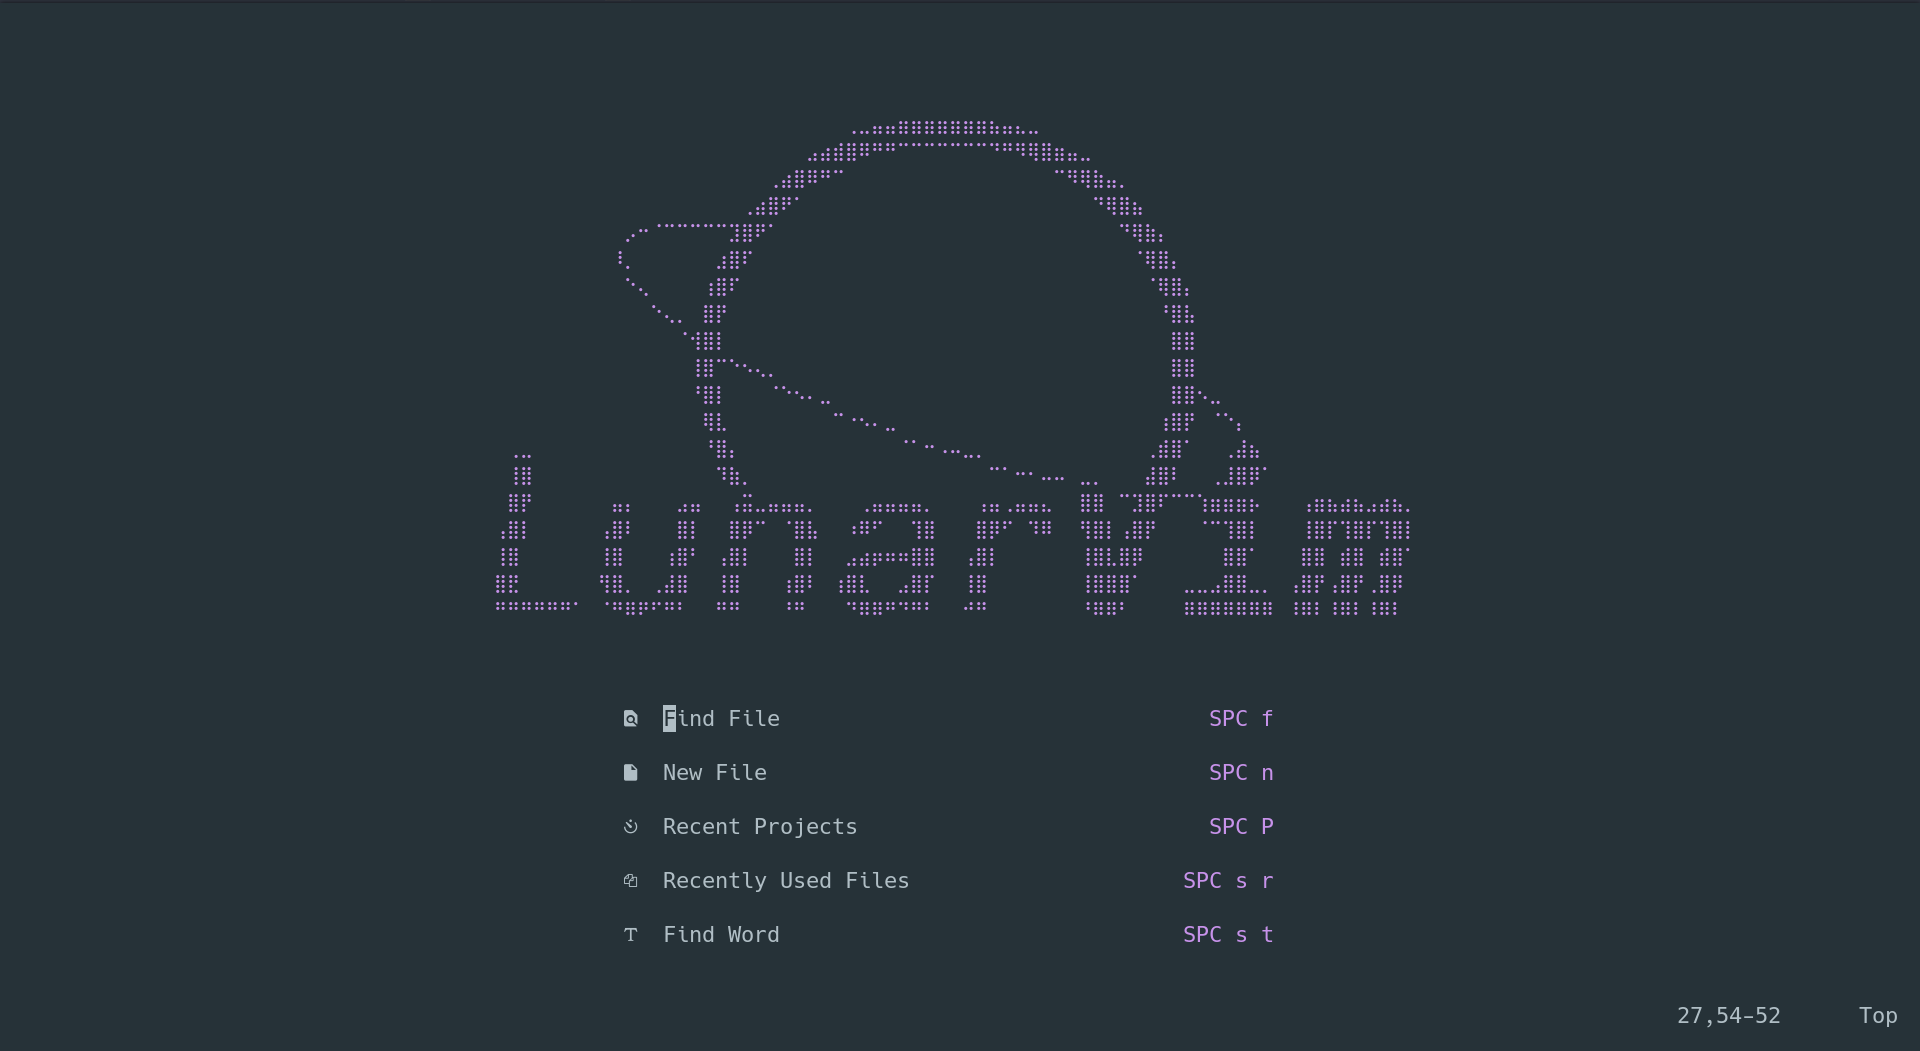 LunarVim
Find File SPC f
New File SPC n
Recent Projects SPC P
Recently Used Files SPC s r
Find Word SPC s t
27,54-52 Top